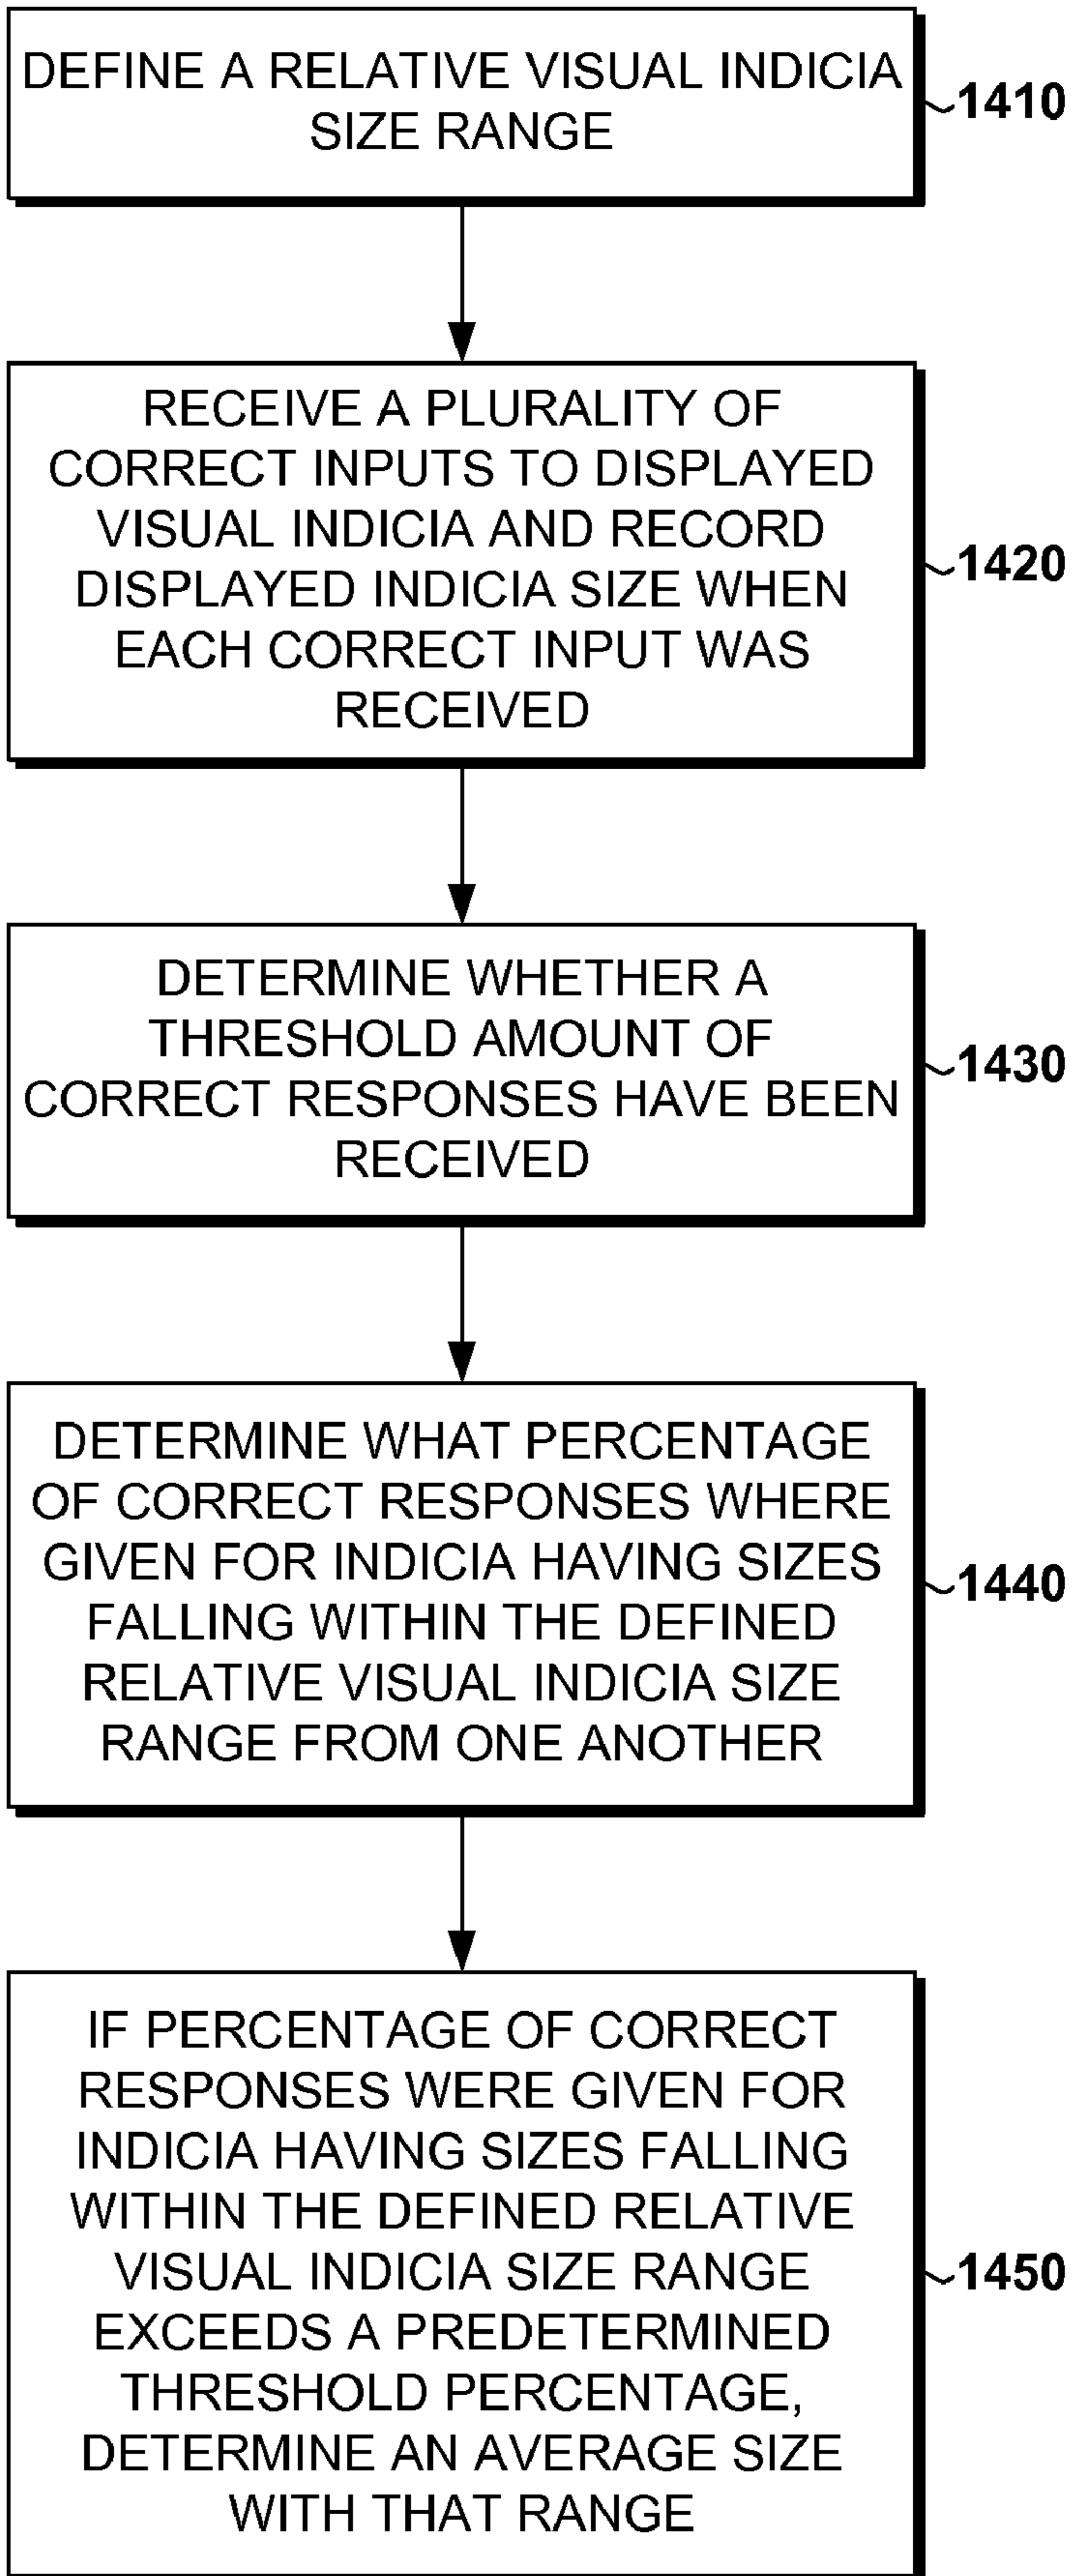 DEFINE A RELATIVE VISUAL INDICIA
SIZE RANGE
1410
RECEIVE A PLURALITY OF
CORRECT INPUTS TO DISPLAYED
VISUAL INDICIA AND RECORD
DISPLAYED INDICIA SIZE WHEN
EACH CORRECT INPUT WAS
RECEIVED
1420
DETERMINE WHETHER A
THRESHOLD AMOUNT OF
CORRECT RESPONSES HAVE BEEN
RECEIVED
1430
DETERMINE WHAT PERCENTAGE
OF CORRECT RESPONSES WHERE
GIVEN FOR INDICIA HAVING SIZES
FALLING WITHIN THE DEFINED
RELATIVE VISUAL INDICIA SIZE
RANGE FROM ONE ANOTHER
1440
IF PERCENTAGE OF CORRECT
RESPONSES WERE GIVEN FOR
INDICIA HAVING SIZES FALLING
WITHIN THE DEFINED RELATIVE
VISUAL INDICIA SIZE RANGE
EXCEEDS A PREDETERMINED
THRESHOLD PERCENTAGE,
DETERMINE AN AVERAGE SIZE
WITH THAT RANGE
1450